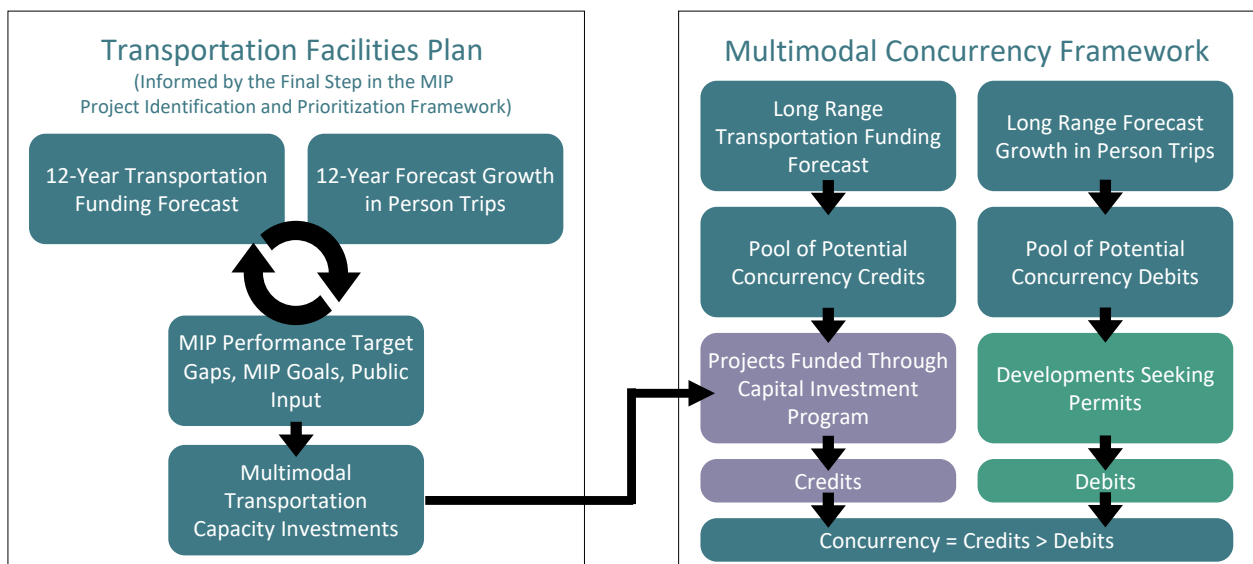 Transportation Facilities Plan
(Informed by the Final Step in the MIP
Project Identification and Prioritization Framework)
12-Year Transportation
Funding Forecast
12-Year Forecast Growth
in Person Trips
MIP Performance Target
Gaps, MIP Goals, Public
Input
Multimodal
Transportation
Capacity Investments
Multimodal Concurrency Framework
Long Range
Transportation Funding
Forecast
Long Range Forecast
Growth in Person Trips
Pool of Potential
Concurrency Credits
Pool of Potential
Concurrency Debits
Projects Funded Through
Capital Investment
Program
Developments Seeking
Permits
Credits
Debits
Concurrency = Credits > Debits